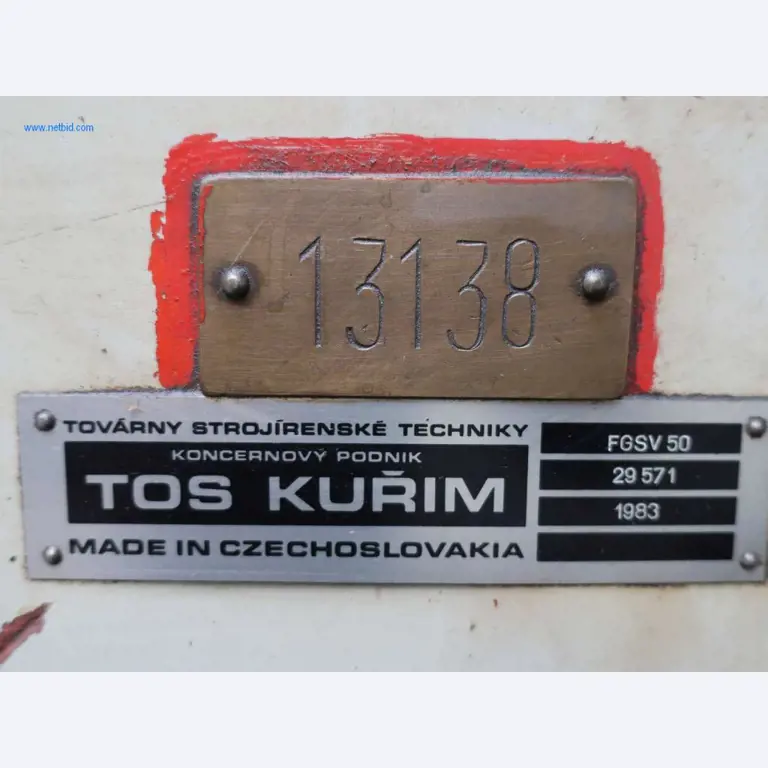 www.netbid.com
13138
TOVÁRNY STROJÍRENSKÉ TECHNIKY
KONCERNOVÝ PODNIK
TOS KUŘIM
MADE IN CZECHOSLOVAKIA
FGSV 50
29 571
1983